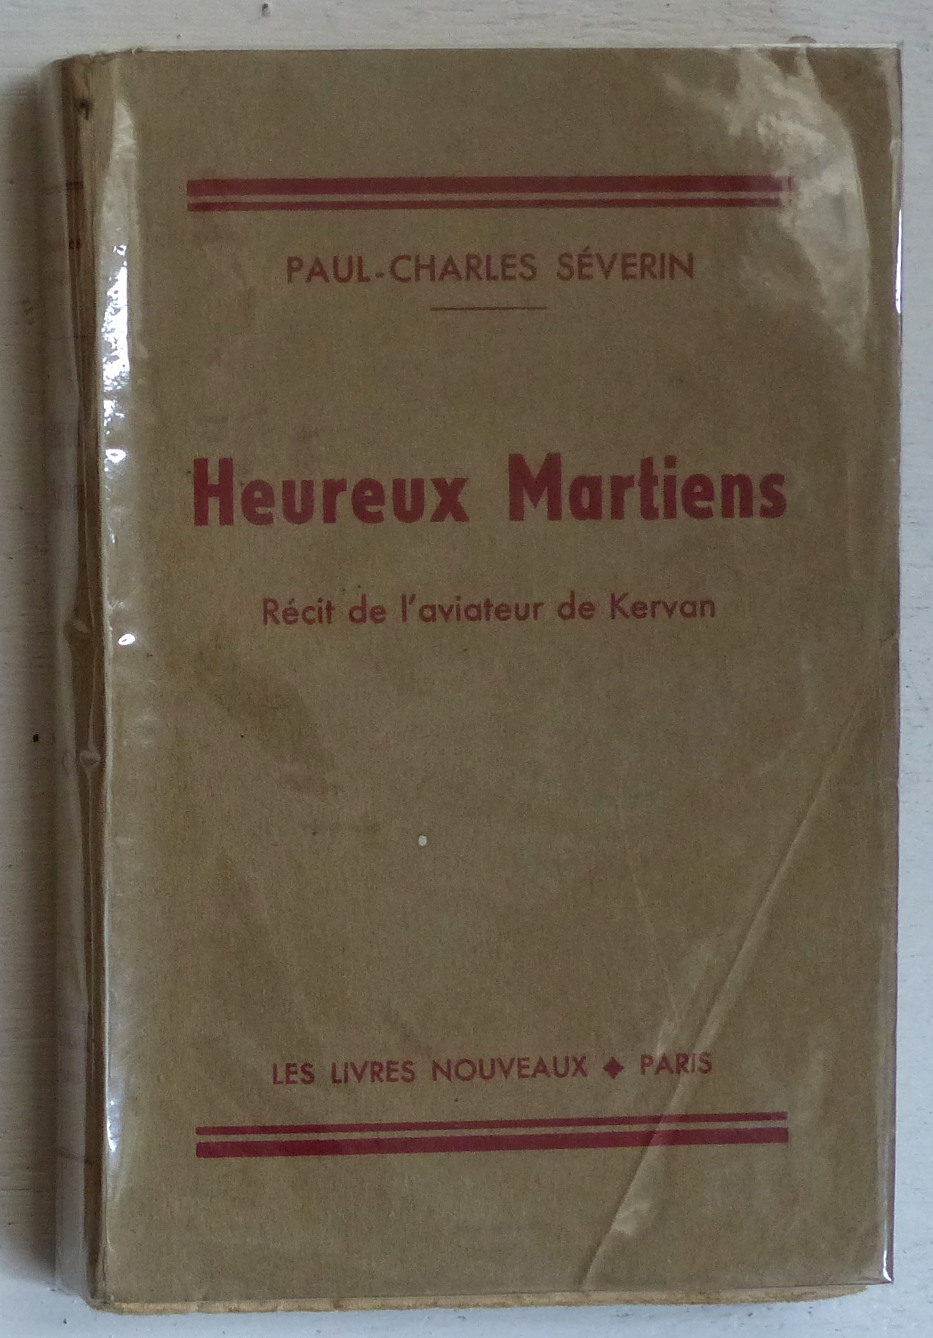 PAUL-CHARLES SÉVERIN
Heureux Martiens
Récit de l'aviateur de Kervan
LES LIVRES NOUVEAUX ◆ PARIS